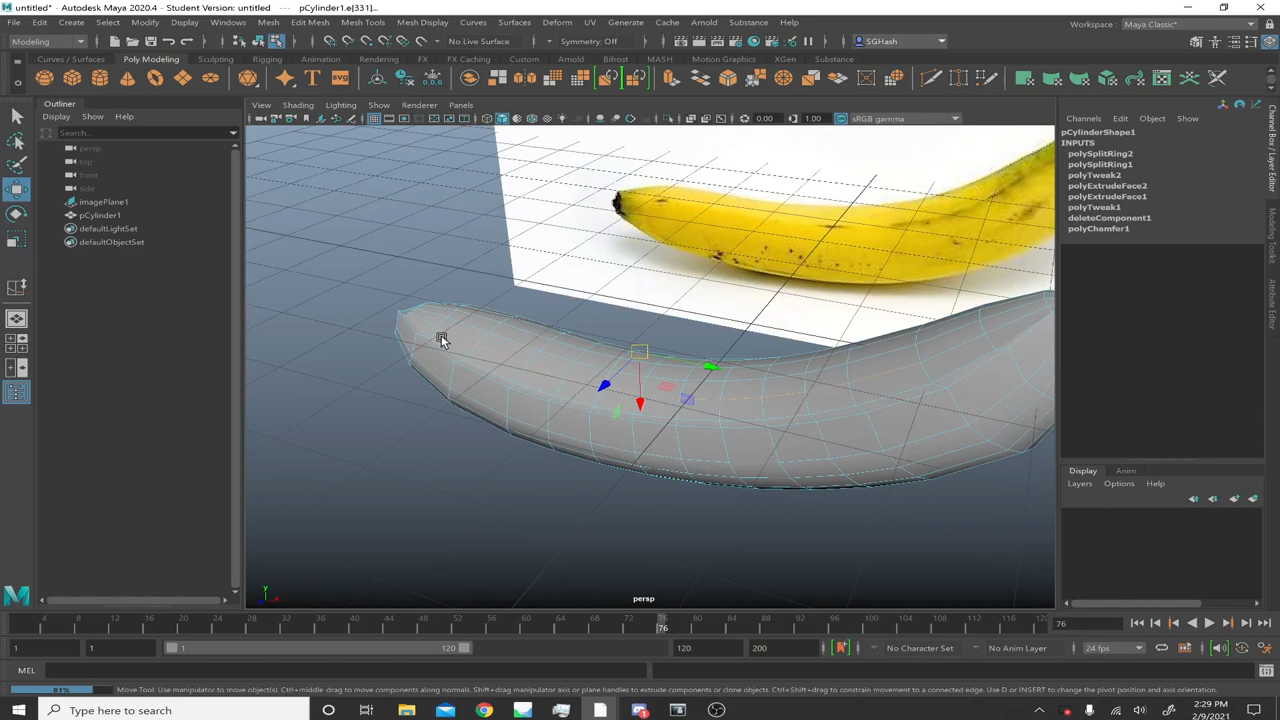 untitled* - Autodesk Maya 2020.4 - Student Version: untitled   ---   pCylinder1.e[331]...
File Edit Create Select Modify Display Windows Mesh Edit Mesh Mesh Tools Mesh Display Curves Surfaces Deform UV Generate Cache Arnold Substance Help
Workspace : Maya Classic*
Modeling No Live Surface Symmetry: Off SGHash
Curves / Surfaces Poly Modeling Sculpting Rigging Animation Rendering FX FX Caching Custom Arnold Bifrost MASH Motion Graphics XGen Substance
Outliner
Display Show Help
Search...
persp
top
front
side
imagePlane1
pCylinder1
defaultLightSet
defaultObjectSet
View Shading Lighting Show Renderer Panels
0.00 1.00 sRGB gamma
persp
Channels Edit Object Show
pCylinderShape1
INPUTS
polySplitRing2
polySplitRing1
polyTweak2
polyExtrudeFace2
polyExtrudeFace1
polyTweak1
deleteComponent1
polyChamfer1
Channel Box / Layer Editor
Modeling Toolkit
Attribute Editor
Display Anim
Layers Options Help
4 8 12 16 20 24 28 32 36 40 44 48 52 56 60 64 68 72 76 80 84 88 92 96 100 104 108 112 116 120
76
76
1 1 1 120 120 200 No Character Set No Anim Layer 24 fps
MEL
81% Move Tool: Use manipulator to move object(s). Ctrl+middle-drag to move components along normals. Shift+drag manipulator axis or plane handles to extrude components or clone objects. Ctrl+Shift+drag to constrain movement to a connected edge. Use D or INSERT to change the pivot position and axis orientation.
Type here to search
2:29 PM
2/9/2021